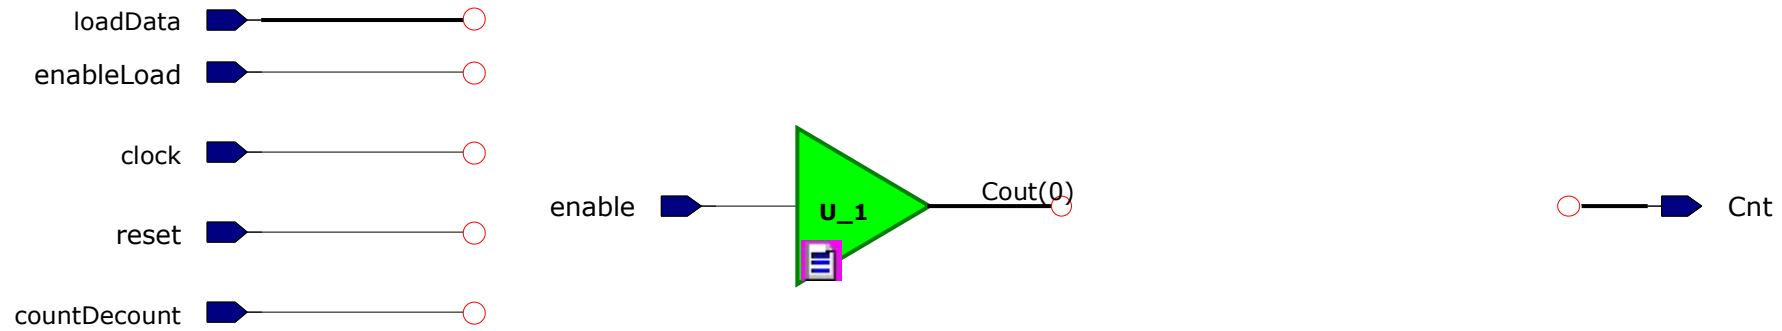 loadData
enableLoad
clock
reset
countDecount
enable
U_1
Cout(0)
Cnt